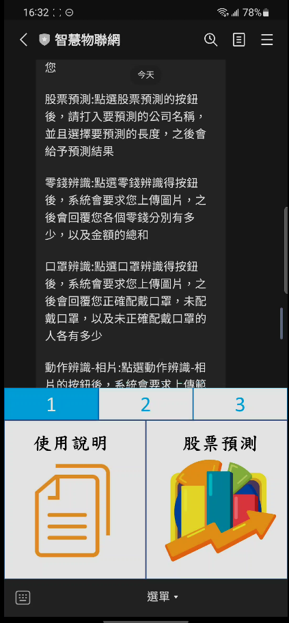 16:32
78%
智慧物聯網
您
今天
股票預測:點選股票預測的按鈕
後，請打入要預測的公司名稱，
並且選擇要預測的長度，之後會
給予預測結果
零錢辨識:點選零錢辨識得按鈕
後，系統會要求您上傳圖片，之
後會回覆您各個零錢分別有多
少，以及金額的總和
口罩辨識:點選口罩辨識得按鈕
後，系統會要求您上傳圖片，之
後會回覆您正確配戴口罩，未配
戴口罩，以及未正確配戴口罩的
人各有多少
動作辨識-相片:點選動作辨識-相
片的按鈕後，系統會要求上傳範
1 2 3
使用說明 股票預測
選單